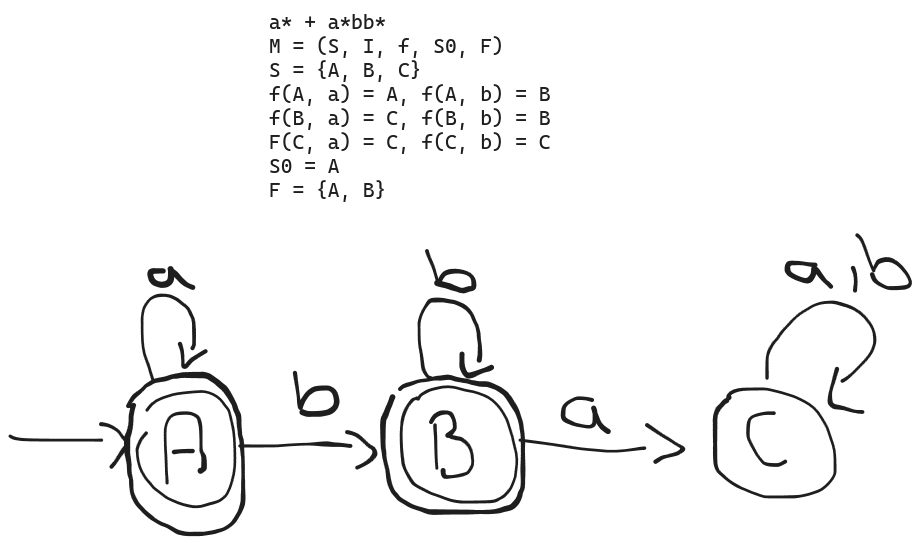 a* + a*bb*
M = (S, I, f, S0, F)
S = {A, B, C}
f(A, a) = A, f(A, b) = B
f(B, a) = C, f(B, b) = B
F(C, a) = C, f(C, b) = C
S0 = A
F = {A, B}
a
b
a,b
b
a
A
B
C